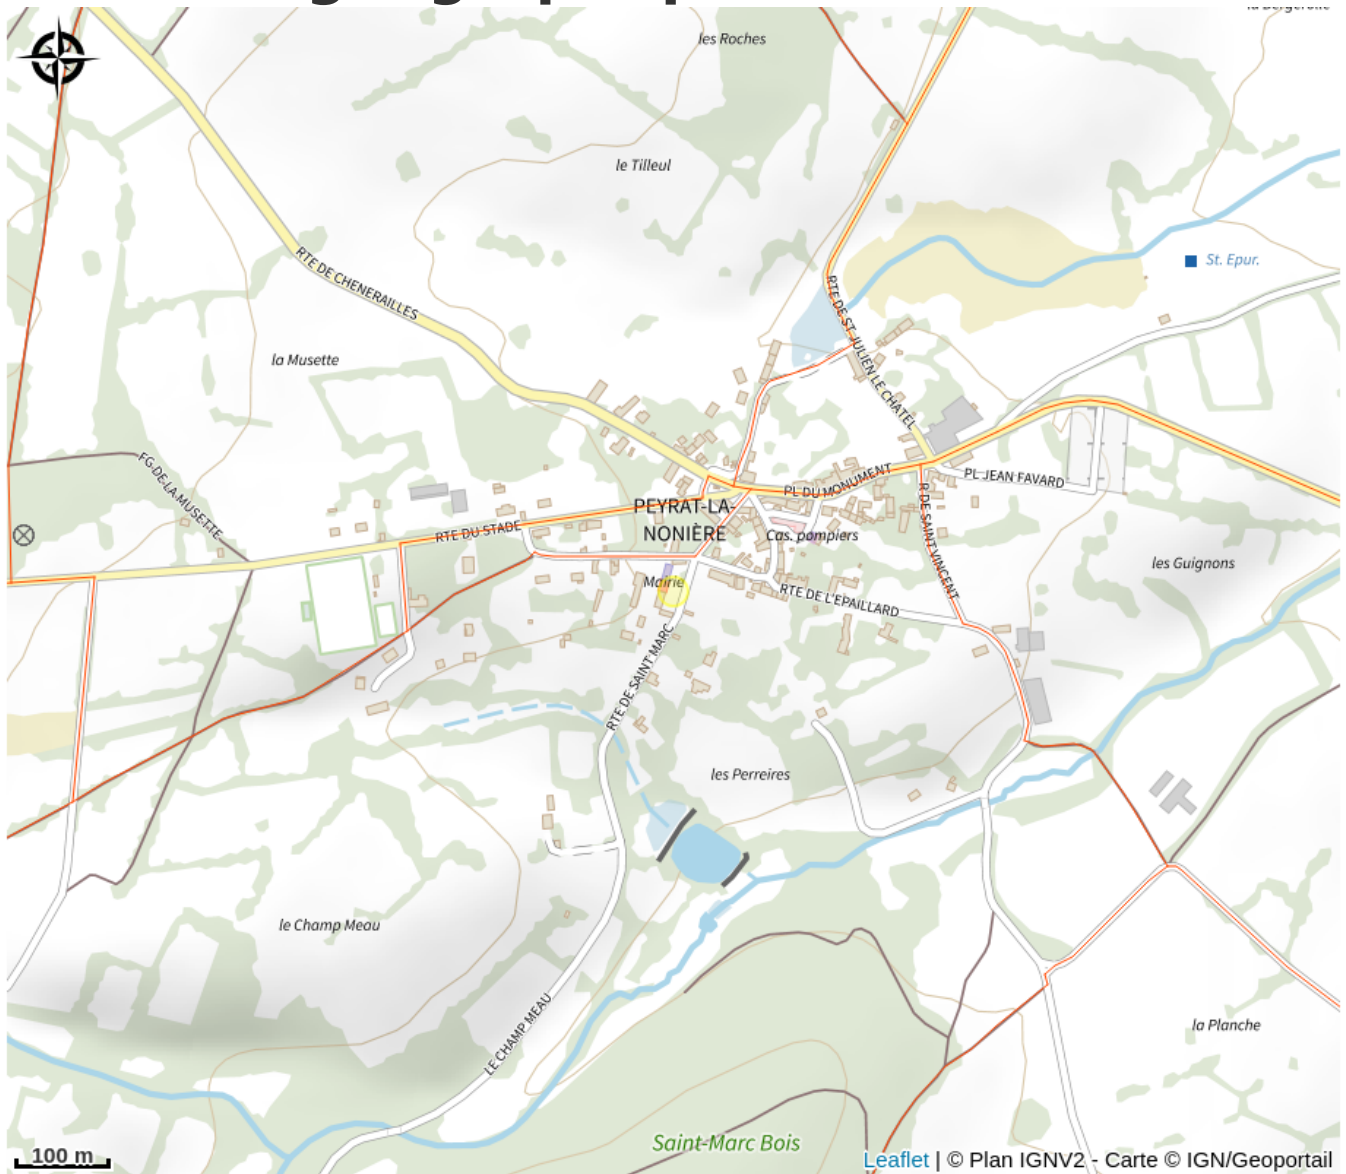 les Roches
le Tilleul
St. Epur.
RTE DE CHENERAILLES
RTE DE ST JULIEN LE CHATEL
la Musette
FG DE LA MUSETTE
PL DU MONUMENT
PL JEAN FAVARD
PEYRAT-LA-
NONIÈRE
RTE DU STADE
Cas. pompiers
R DE SAINT VINCENT
les Guignons
Mairie
RTE DE L'EPAILLARD
RTE DE SAINT MARC
les Perreires
le Champ Meau
LE CHAMP MEAU
la Planche
Saint-Marc Bois
100 m
Leaflet | © Plan IGNV2 - Carte © IGN/Geoportail